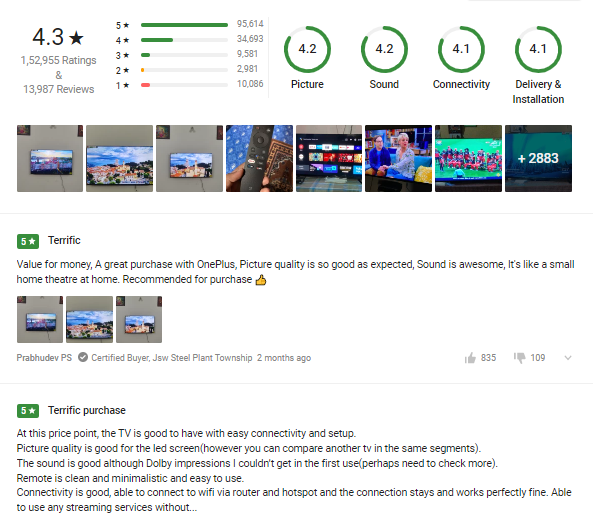 4.3 ★
1,52,955 Ratings
&
13,987 Reviews
5 ★ 95,614
4 ★ 34,693
3 ★ 9,581
2 ★ 2,981
1 ★ 10,086
4.2
Picture
4.2
Sound
4.1
Connectivity
4.1
Delivery &
Installation
+ 2883
5 ★ Terrific
Value for money, A great purchase with OnePlus, Picture quality is so good as expected, Sound is awesome, It's like a small
home theatre at home. Recommended for purchase 👍
Prabhudev PS Certified Buyer, Jsw Steel Plant Township 2 months ago
835 109
5 ★ Terrific purchase
At this price point, the TV is good to have with easy connectivity and setup.
Picture quality is good for the led screen(however you can compare another tv in the same segments).
The sound is good although Dolby impressions I couldn't get in the first use(perhaps need to check more).
Remote is clean and minimalistic and easy to use.
Connectivity is good, able to connect to wifi via router and hotspot and the connection stays and works perfectly fine. Able
to use any streaming services without...